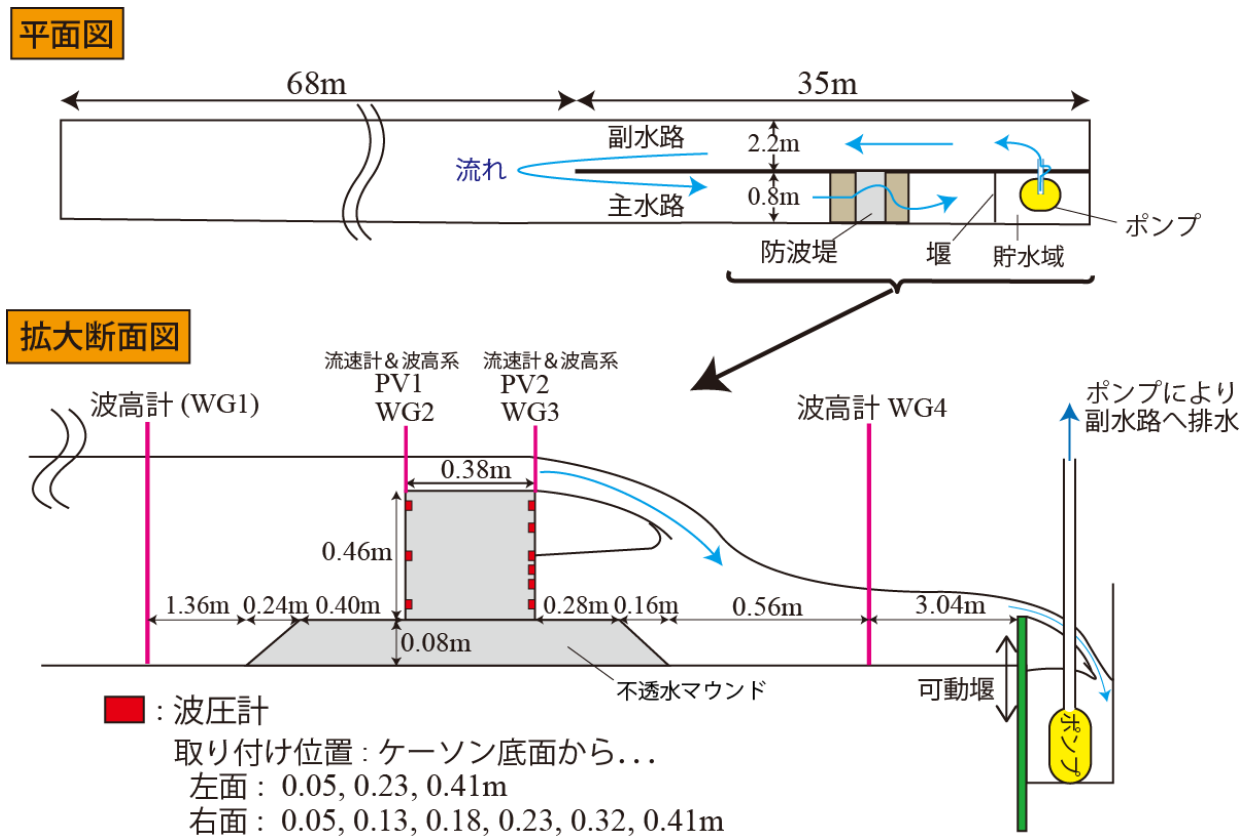 平面図
68m
35m
副水路
2.2m
流れ
主水路
0.8m
ポンプ
防波堤
堰
貯水域
拡大断面図
流速計&波高系
PV1
WG2
流速計&波高系
PV2
WG3
波高計 (WG1)
波高計 WG4
ポンプにより
副水路へ排水
0.38m
0.46m
1.36m
0.24m
0.40m
0.28m
0.16m
0.56m
3.04m
0.08m
不透水マウンド
可動堰
ポンプ
: 波圧計
取り付け位置 : ケーソン底面から...
左面 : 0.05, 0.23, 0.41m
右面 : 0.05, 0.13, 0.18, 0.23, 0.32, 0.41m